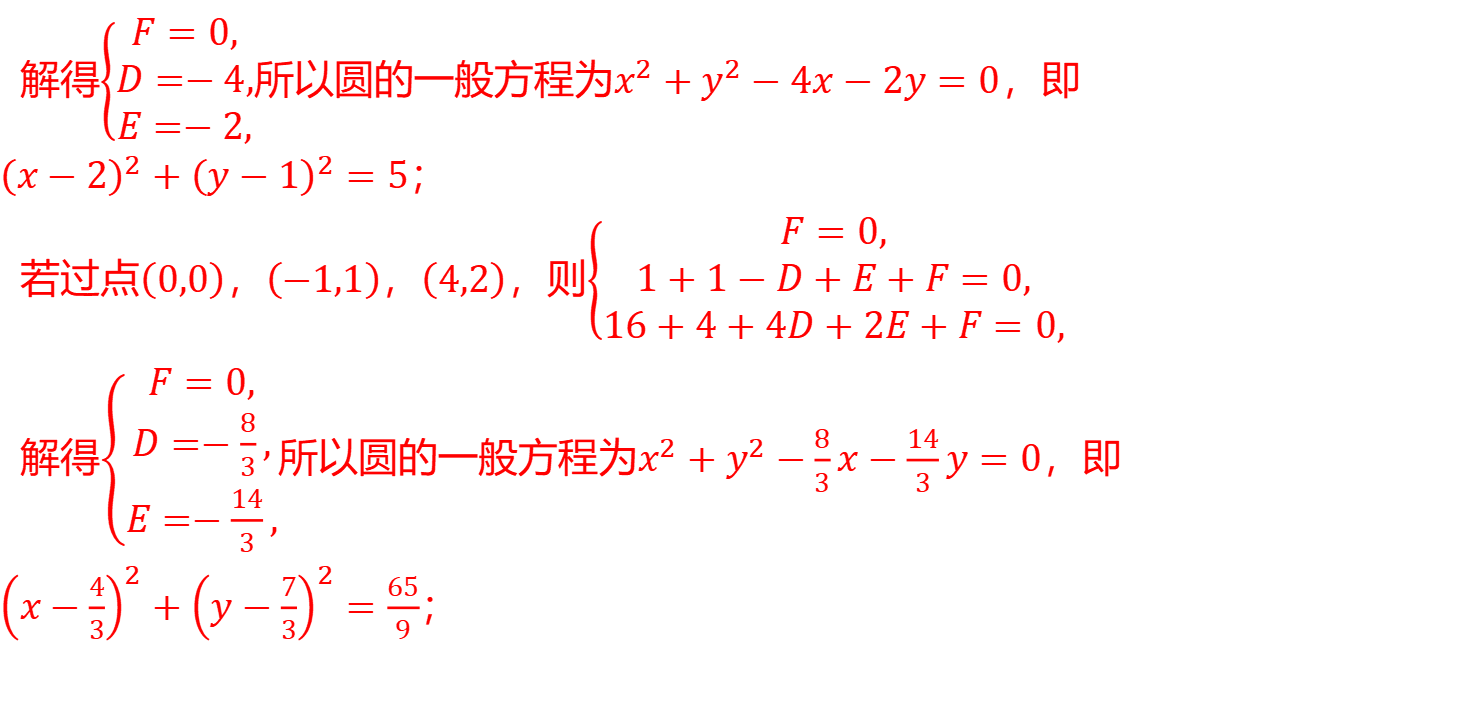 解得{F = 0, D =− 4, E =− 2, 所以圆的一般方程为x² + y² − 4x − 2y = 0，即
(x − 2)² + (y − 1)² = 5；
若过点(0,0)，(−1,1)，(4,2)，则{F = 0, 1 + 1 − D + E + F = 0, 16 + 4 + 4D + 2E + F = 0,
解得{F = 0, D =− 8/3, E =− 14/3, 所以圆的一般方程为x² + y² − 8/3 x − 14/3 y = 0，即
(x − 4/3)² + (y − 7/3)² = 65/9；